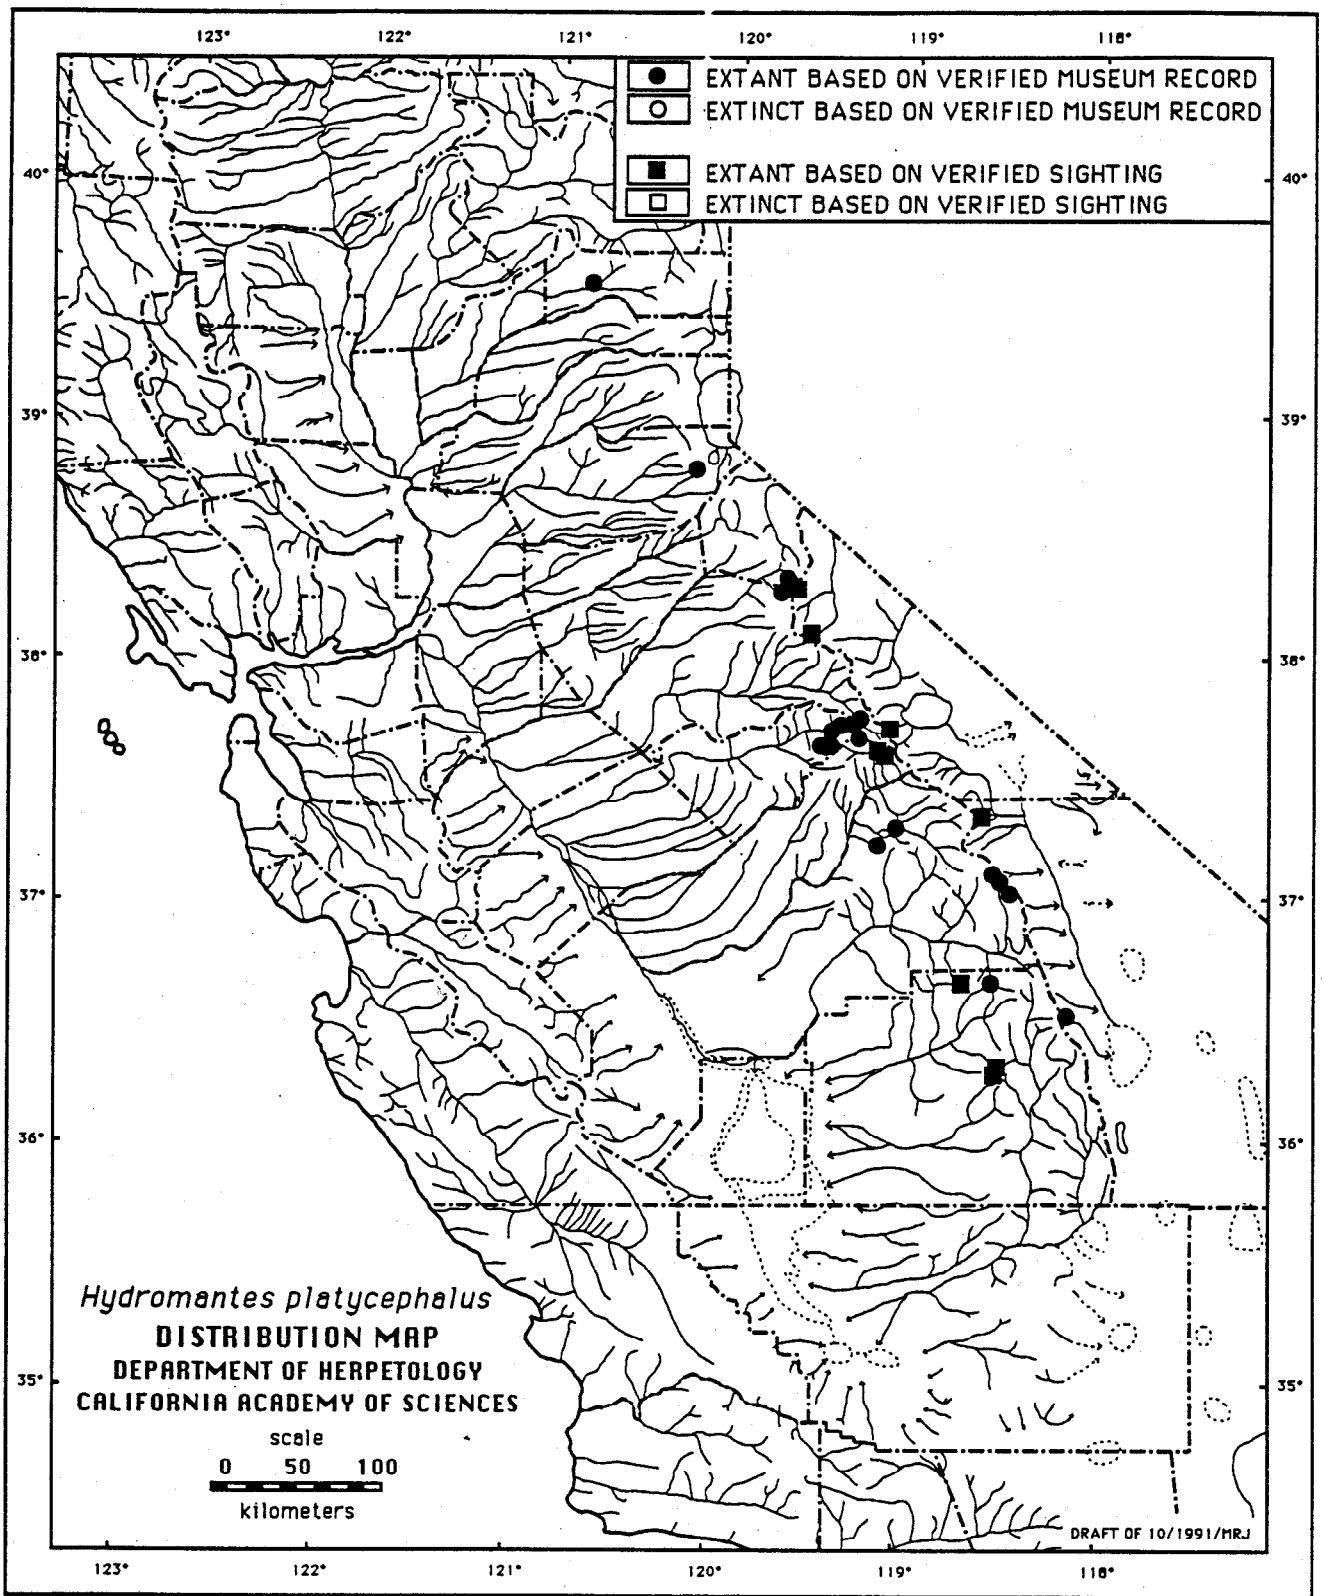 123° 122° 121° 120° 119° 118°
EXTANT BASED ON VERIFIED MUSEUM RECORD
EXTINCT BASED ON VERIFIED MUSEUM RECORD
EXTANT BASED ON VERIFIED SIGHTING
EXTINCT BASED ON VERIFIED SIGHTING
40° 40°
39° 39°
38° 38°
37° 37°
36° 36°
35° 35°
Hydromantes platycephalus
DISTRIBUTION MAP
DEPARTMENT OF HERPETOLOGY
CALIFORNIA ACADEMY OF SCIENCES
scale
0 50 100
kilometers
DRAFT OF 10/1991/MRJ
123° 122° 121° 120° 119° 118°